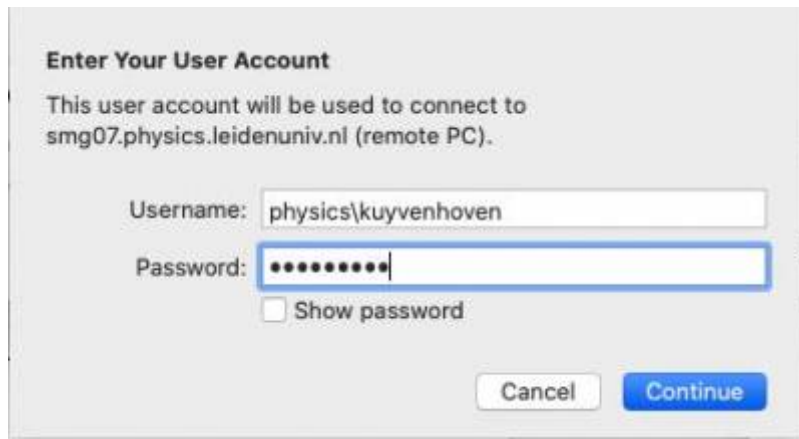 Enter Your User Account
This user account will be used to connect to
smg07.physics.leidenuniv.nl (remote PC).
Username: physics\kuyvenhoven
Password: •••••••••
Show password
Cancel Continue